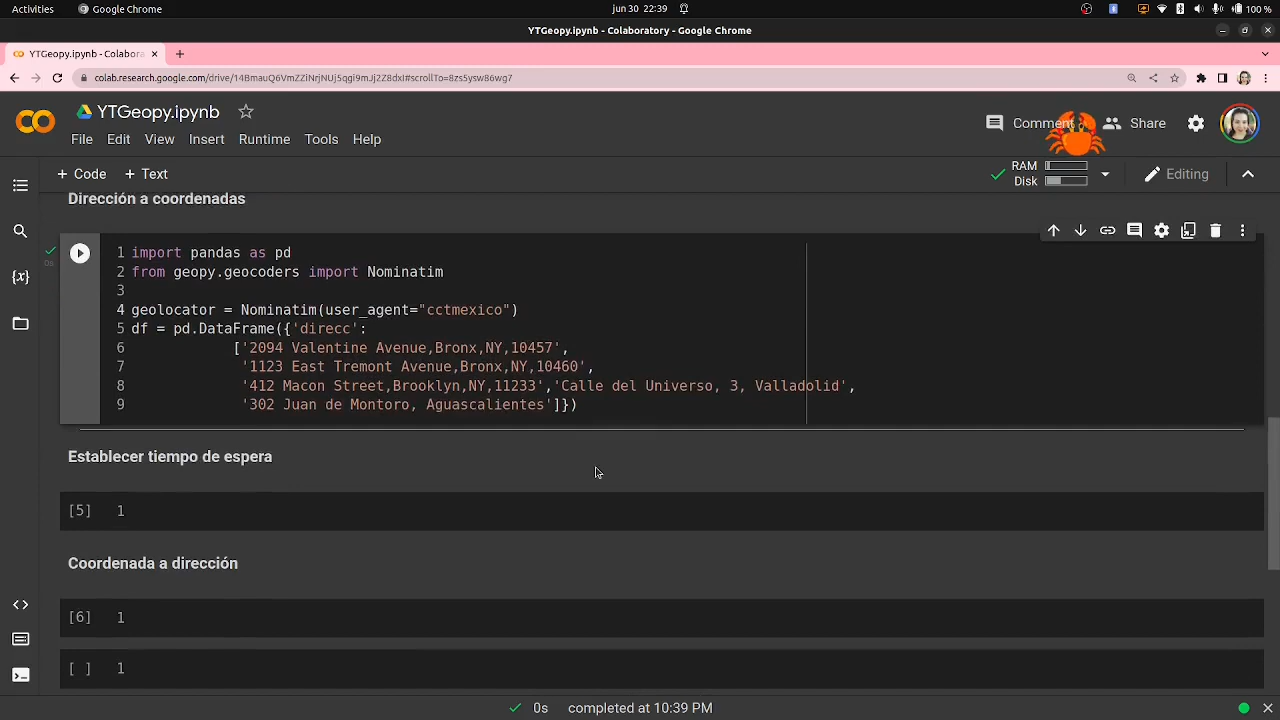 Activities
Google Chrome
jun 30 22:39
100 %
YTGeopy.ipynb - Colaboratory - Google Chrome
YTGeopy.ipynb - Colabora
colab.research.google.com/drive/14BmauQ6VmZZiNrjNUj5qgi9mJj2Z8dxI#scrollTo=8zs5ysw86wg7
YTGeopy.ipynb
File Edit View Insert Runtime Tools Help
Comment
Share
+ Code + Text
RAM
Disk
Editing
Dirección a coordenadas
1 import pandas as pd
2 from geopy.geocoders import Nominatim
3
4 geolocator = Nominatim(user_agent="cctmexico")
5 df = pd.DataFrame({'direcc':
6 ['2094 Valentine Avenue,Bronx,NY,10457',
7 '1123 East Tremont Avenue,Bronx,NY,10460',
8 '412 Macon Street,Brooklyn,NY,11233','Calle del Universo, 3, Valladolid',
9 '302 Juan de Montoro, Aguascalientes']})
0s
Establecer tiempo de espera
[5] 1
Coordenada a dirección
[6] 1
[ ] 1
0s completed at 10:39 PM